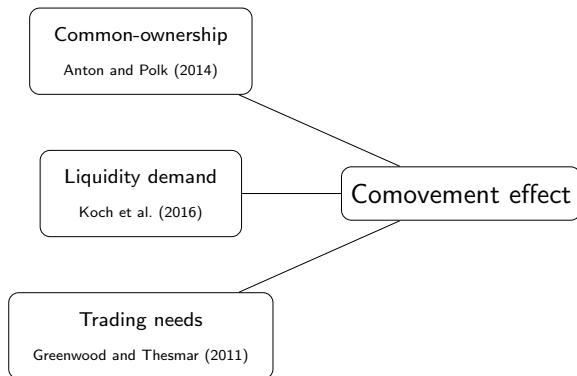 Common-ownership
Anton and Polk (2014)
Liquidity demand
Koch et al. (2016)
Comovement effect
Trading needs
Greenwood and Thesmar (2011)